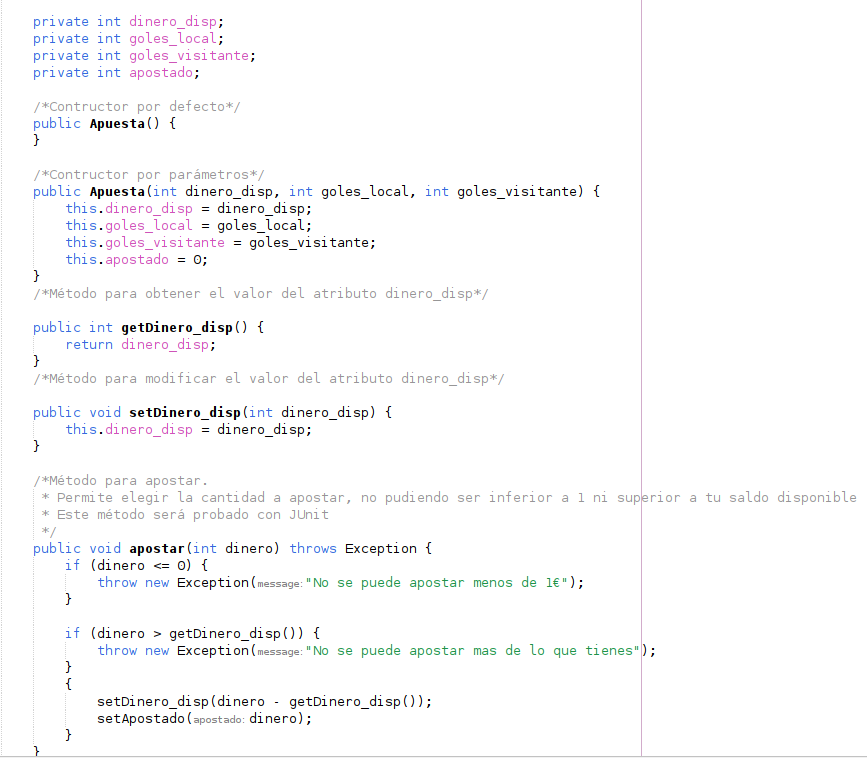 private int dinero_disp;
private int goles_local;
private int goles_visitante;
private int apostado;

/*Contructor por defecto*/
public Apuesta() {
}

/*Contructor por parámetros*/
public Apuesta(int dinero_disp, int goles_local, int goles_visitante) {
    this.dinero_disp = dinero_disp;
    this.goles_local = goles_local;
    this.goles_visitante = goles_visitante;
    this.apostado = 0;
}
/*Método para obtener el valor del atributo dinero_disp*/

public int getDinero_disp() {
    return dinero_disp;
}
/*Método para modificar el valor del atributo dinero_disp*/

public void setDinero_disp(int dinero_disp) {
    this.dinero_disp = dinero_disp;
}

/*Método para apostar.
 * Permite elegir la cantidad a apostar, no pudiendo ser inferior a 1 ni superior a tu saldo disponible
 * Este método será probado con JUnit
 */
public void apostar(int dinero) throws Exception {
    if (dinero <= 0) {
        throw new Exception(message:"No se puede apostar menos de 1€");
    }

    if (dinero > getDinero_disp()) {
        throw new Exception(message:"No se puede apostar mas de lo que tienes");
    }
    {
        setDinero_disp(dinero - getDinero_disp());
        setApostado(apostado:dinero);
    }
}